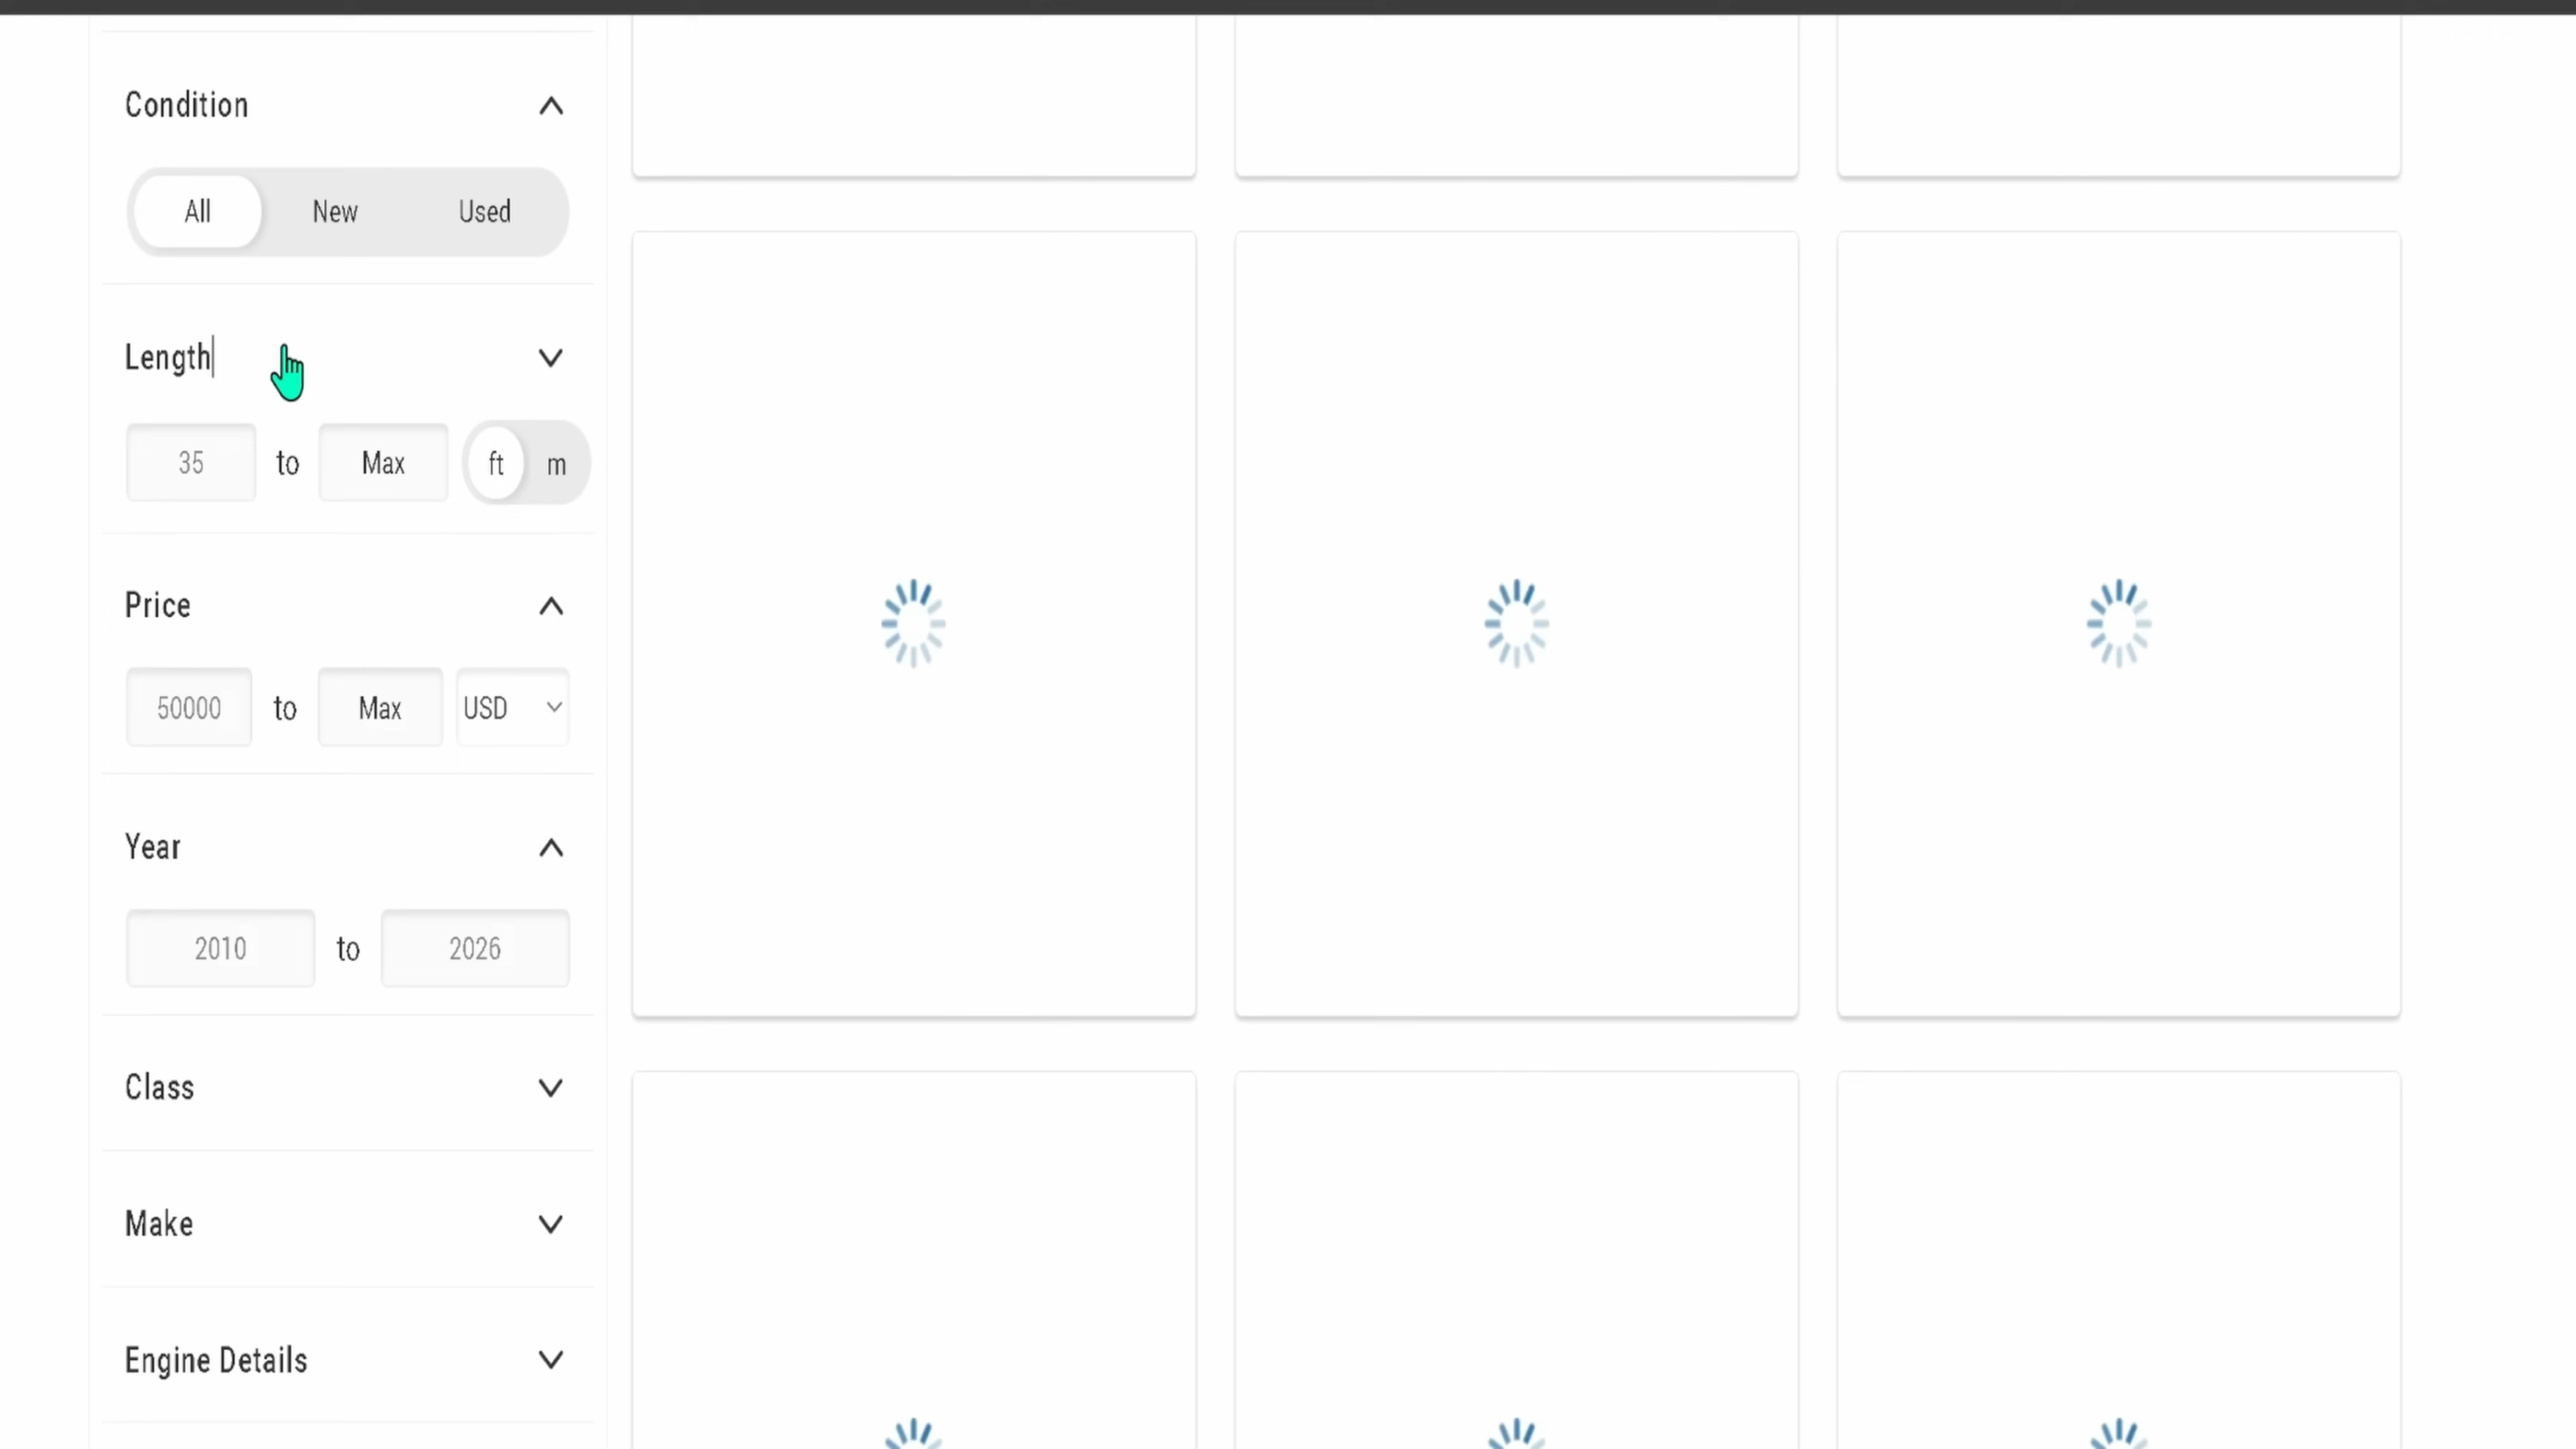 Condition
All New Used
Length
35 to Max ft m
Price
50000 to Max USD
Year
2010 to 2026
Class
Make
Engine Details